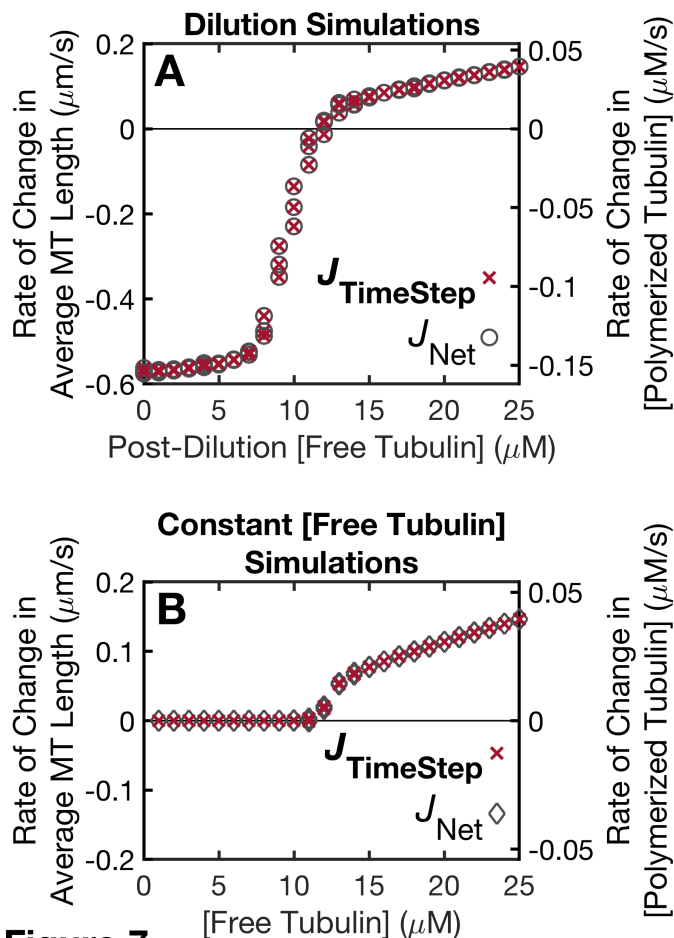 Dilution Simulations
A
Rate of Change in
Average MT Length (μm/s)
0.2
0
-0.2
-0.4
-0.6
0.05
0
-0.05
-0.1
-0.15
Rate of Change in
[Polymerized Tubulin] (μM/s)
J TimeStep
J Net
0 5 10 15 20 25
Post-Dilution [Free Tubulin] (μM)
Constant [Free Tubulin]
Simulations
B
Rate of Change in
Average MT Length (μm/s)
0.2
0.1
0
-0.1
-0.2
0.05
0
-0.05
Rate of Change in
[Polymerized Tubulin] (μM/s)
J TimeStep
J Net
0 5 10 15 20 25
[Free Tubulin] (μM)